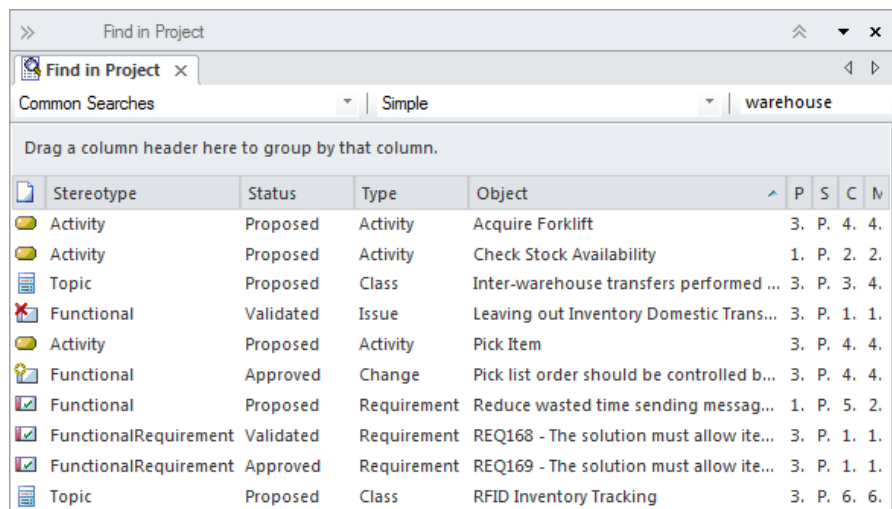 Find in Project
Find in Project
Common Searches Simple warehouse
Drag a column header here to group by that column.
Stereotype Status Type Object P S C M
Activity Proposed Activity Acquire Forklift 3. P. 4. 4.
Activity Proposed Activity Check Stock Availability 1. P. 2. 2.
Topic Proposed Class Inter-warehouse transfers performed ... 3. P. 3. 4.
Functional Validated Issue Leaving out Inventory Domestic Trans... 3. P. 1. 1.
Activity Proposed Activity Pick Item 3. P. 4. 4.
Functional Approved Change Pick list order should be controlled b... 3. P. 4. 4.
Functional Proposed Requirement Reduce wasted time sending messag... 1. P. 5. 2.
FunctionalRequirement Validated Requirement REQ168 - The solution must allow ite... 3. P. 1. 1.
FunctionalRequirement Approved Requirement REQ169 - The solution must allow ite... 3. P. 1. 1.
Topic Proposed Class RFID Inventory Tracking 3. P. 6. 6.